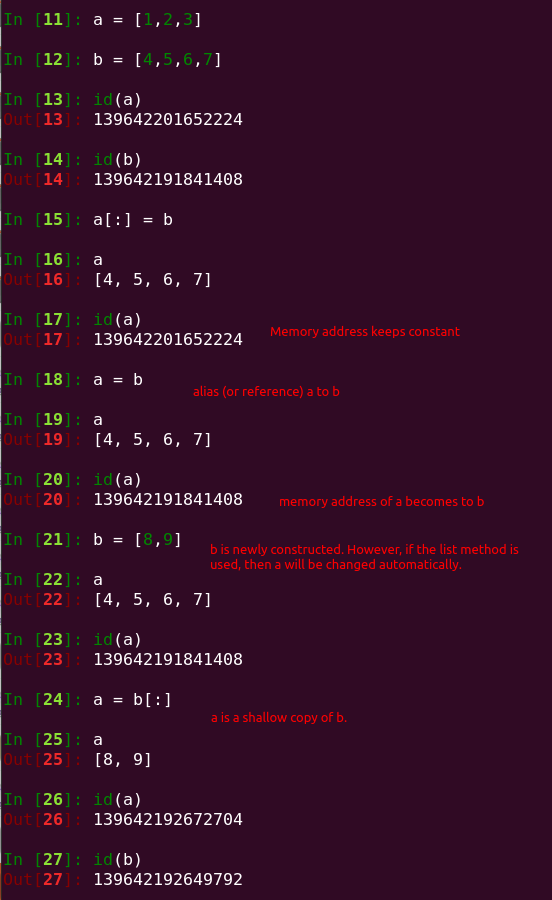 In [11]: a = [1,2,3]
In [12]: b = [4,5,6,7]
In [13]: id(a)
Out[13]: 139642201652224
In [14]: id(b)
Out[14]: 139642191841408
In [15]: a[:] = b
In [16]: a
Out[16]: [4, 5, 6, 7]
In [17]: id(a)
Memory address keeps constant
Out[17]: 139642201652224
In [18]: a = b
alias (or reference) a to b
In [19]: a
Out[19]: [4, 5, 6, 7]
In [20]: id(a)
Out[20]: 139642191841408 memory address of a becomes to b
In [21]: b = [8,9]
b is newly constructed. However, if the list method is
used, then a will be changed automatically.
In [22]: a
Out[22]: [4, 5, 6, 7]
In [23]: id(a)
Out[23]: 139642191841408
In [24]: a = b[:]
a is a shallow copy of b.
In [25]: a
Out[25]: [8, 9]
In [26]: id(a)
Out[26]: 139642192672704
In [27]: id(b)
Out[27]: 139642192649792